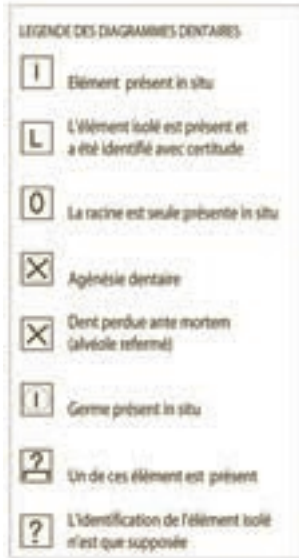 LEGENDE DES DIAGRAMMES DENTAIRES
I Elément présent in situ
L L'élément isolé est présent et
a été identifié avec certitude
0 La racine est seule présente in situ
X Agénésie dentaire
X Dent perdue ante mortem
(alvéole refermé)
I Germe présent in situ
? Un de ces élément est présent
? L'identification de l'élément isolé
n'est que supposée